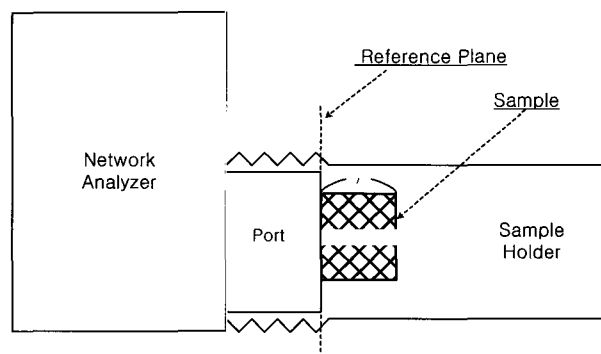 Reference Plane
Sample
Network
Analyzer
Port
Sample
Holder